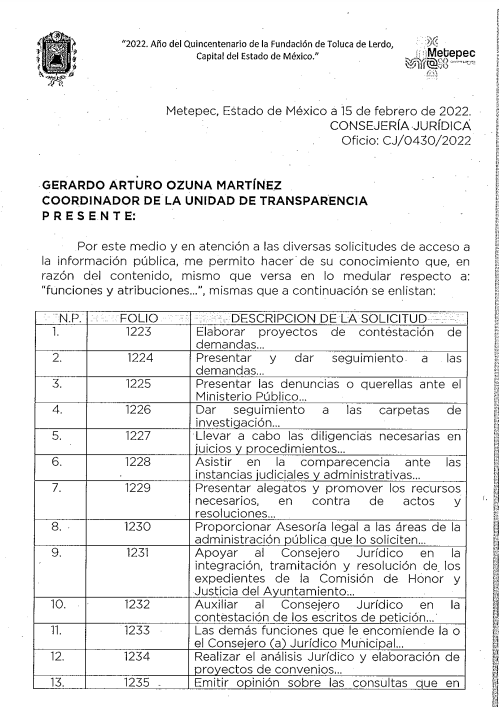 "2022. Año del Quincentenario de la Fundación de Toluca de Lerdo,
Capital del Estado de México."
Metepec
Metepec, Estado de México a 15 de febrero de 2022.
CONSEJERÍA JURÍDICA
Oficio: CJ/0430/2022
GERARDO ARTURO OZUNA MARTÍNEZ
COORDINADOR DE LA UNIDAD DE TRANSPARENCIA
P R E S E N T E:
Por este medio y en atención a las diversas solicitudes de acceso a
la información pública, me permito hacer de su conocimiento que, en
razón del contenido, mismo que versa en lo medular respecto a:
"funciones y atribuciones...", mismas que a continuación se enlistan:
N.P. FOLIO DESCRIPCION DE LA SOLICITUD
1. 1223 Elaborar proyectos de contestación de
demandas...
2. 1224 Presentar y dar seguimiento a las
demandas...
3. 1225 Presentar las denuncias o querellas ante el
Ministerio Público...
4. 1226 Dar seguimiento a las carpetas de
investigación...
5. 1227 Llevar a cabo las diligencias necesarias en
juicios y procedimientos...
6. 1228 Asistir en la comparecencia ante las
instancias judiciales y administrativas...
7. 1229 Presentar alegatos y promover los recursos
necesarios, en contra de actos y
resoluciones...
8. 1230 Proporcionar Asesoría legal a las áreas de la
administración pública que lo soliciten...
9. 1231 Apoyar al Consejero Jurídico en la
integración, tramitación y resolución de los
expedientes de la Comisión de Honor y
Justicia del Ayuntamiento...
10. 1232 Auxiliar al Consejero Jurídico en la
contestación de los escritos de petición...
11. 1233 Las demás funciones que le encomiende la o
el Consejero (a) Jurídico Municipal...
12. 1234 Realizar el análisis Jurídico y elaboración de
proyectos de convenios...
13. 1235 Emitir opinión sobre las consultas que en